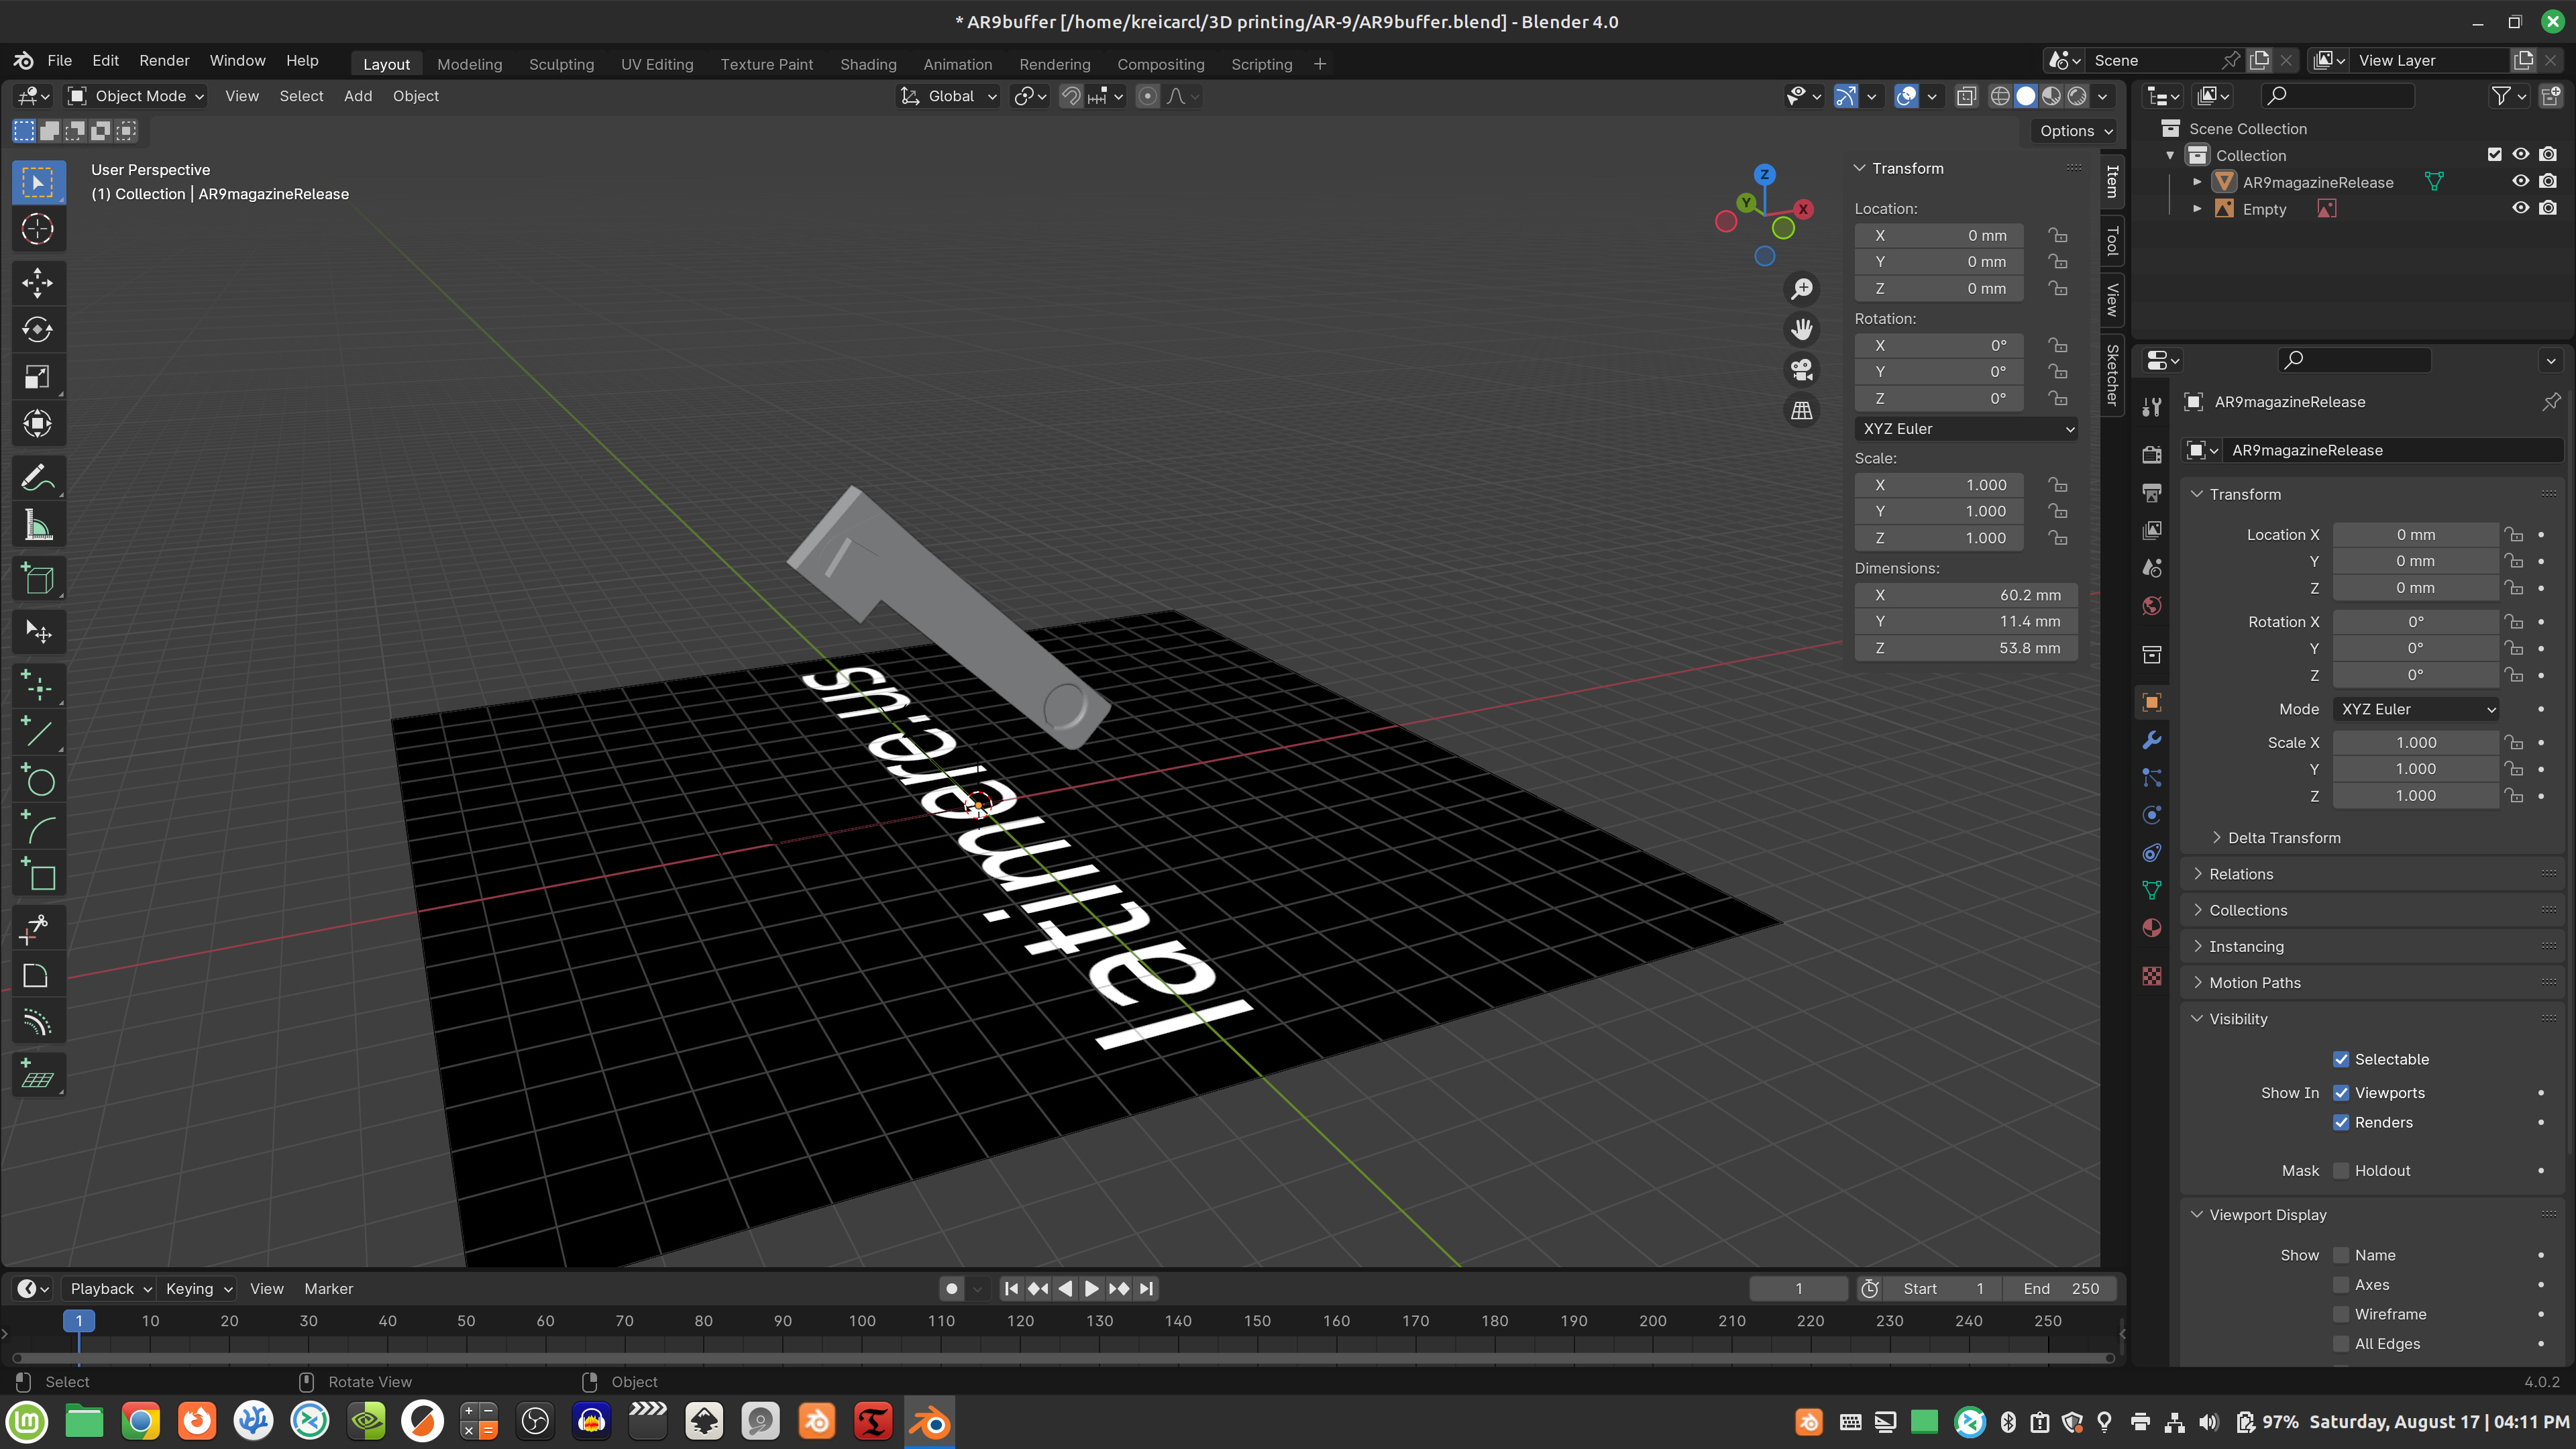 * AR9buffer [/home/kreicarcl/3D printing/AR-9/AR9buffer.blend] - Blender 4.0
File Edit Render Window Help
Layout Modeling Sculpting UV Editing Texture Paint Shading Animation Rendering Compositing Scripting +
Scene
View Layer
Object Mode View Select Add Object
Global
Options
User Perspective
(1) Collection | AR9magazineRelease
Z
Y
X
Transform
Location:
X 0 mm
Y 0 mm
Z 0 mm
Rotation:
X 0°
Y 0°
Z 0°
XYZ Euler
Scale:
X 1.000
Y 1.000
Z 1.000
Dimensions:
X 60.2 mm
Y 11.4 mm
Z 53.8 mm
Item
Tool
View
Sketcher
Scene Collection
Collection
AR9magazineRelease
Empty
AR9magazineRelease
AR9magazineRelease
Transform
Location X 0 mm
Y 0 mm
Z 0 mm
Rotation X 0°
Y 0°
Z 0°
Mode XYZ Euler
Scale X 1.000
Y 1.000
Z 1.000
Delta Transform
Relations
Collections
Instancing
Motion Paths
Visibility
Selectable
Show In Viewports
Renders
Mask Holdout
Viewport Display
Show Name
Axes
Wireframe
All Edges
Playback Keying View Marker
1
Start 1
End 250
1 10 20 30 40 50 60 70 80 90 100 110 120 130 140 150 160 170 180 190 200 210 220 230 240 250
Select
Rotate View
Object
4.0.2
97% Saturday, August 17 | 04:11 PM